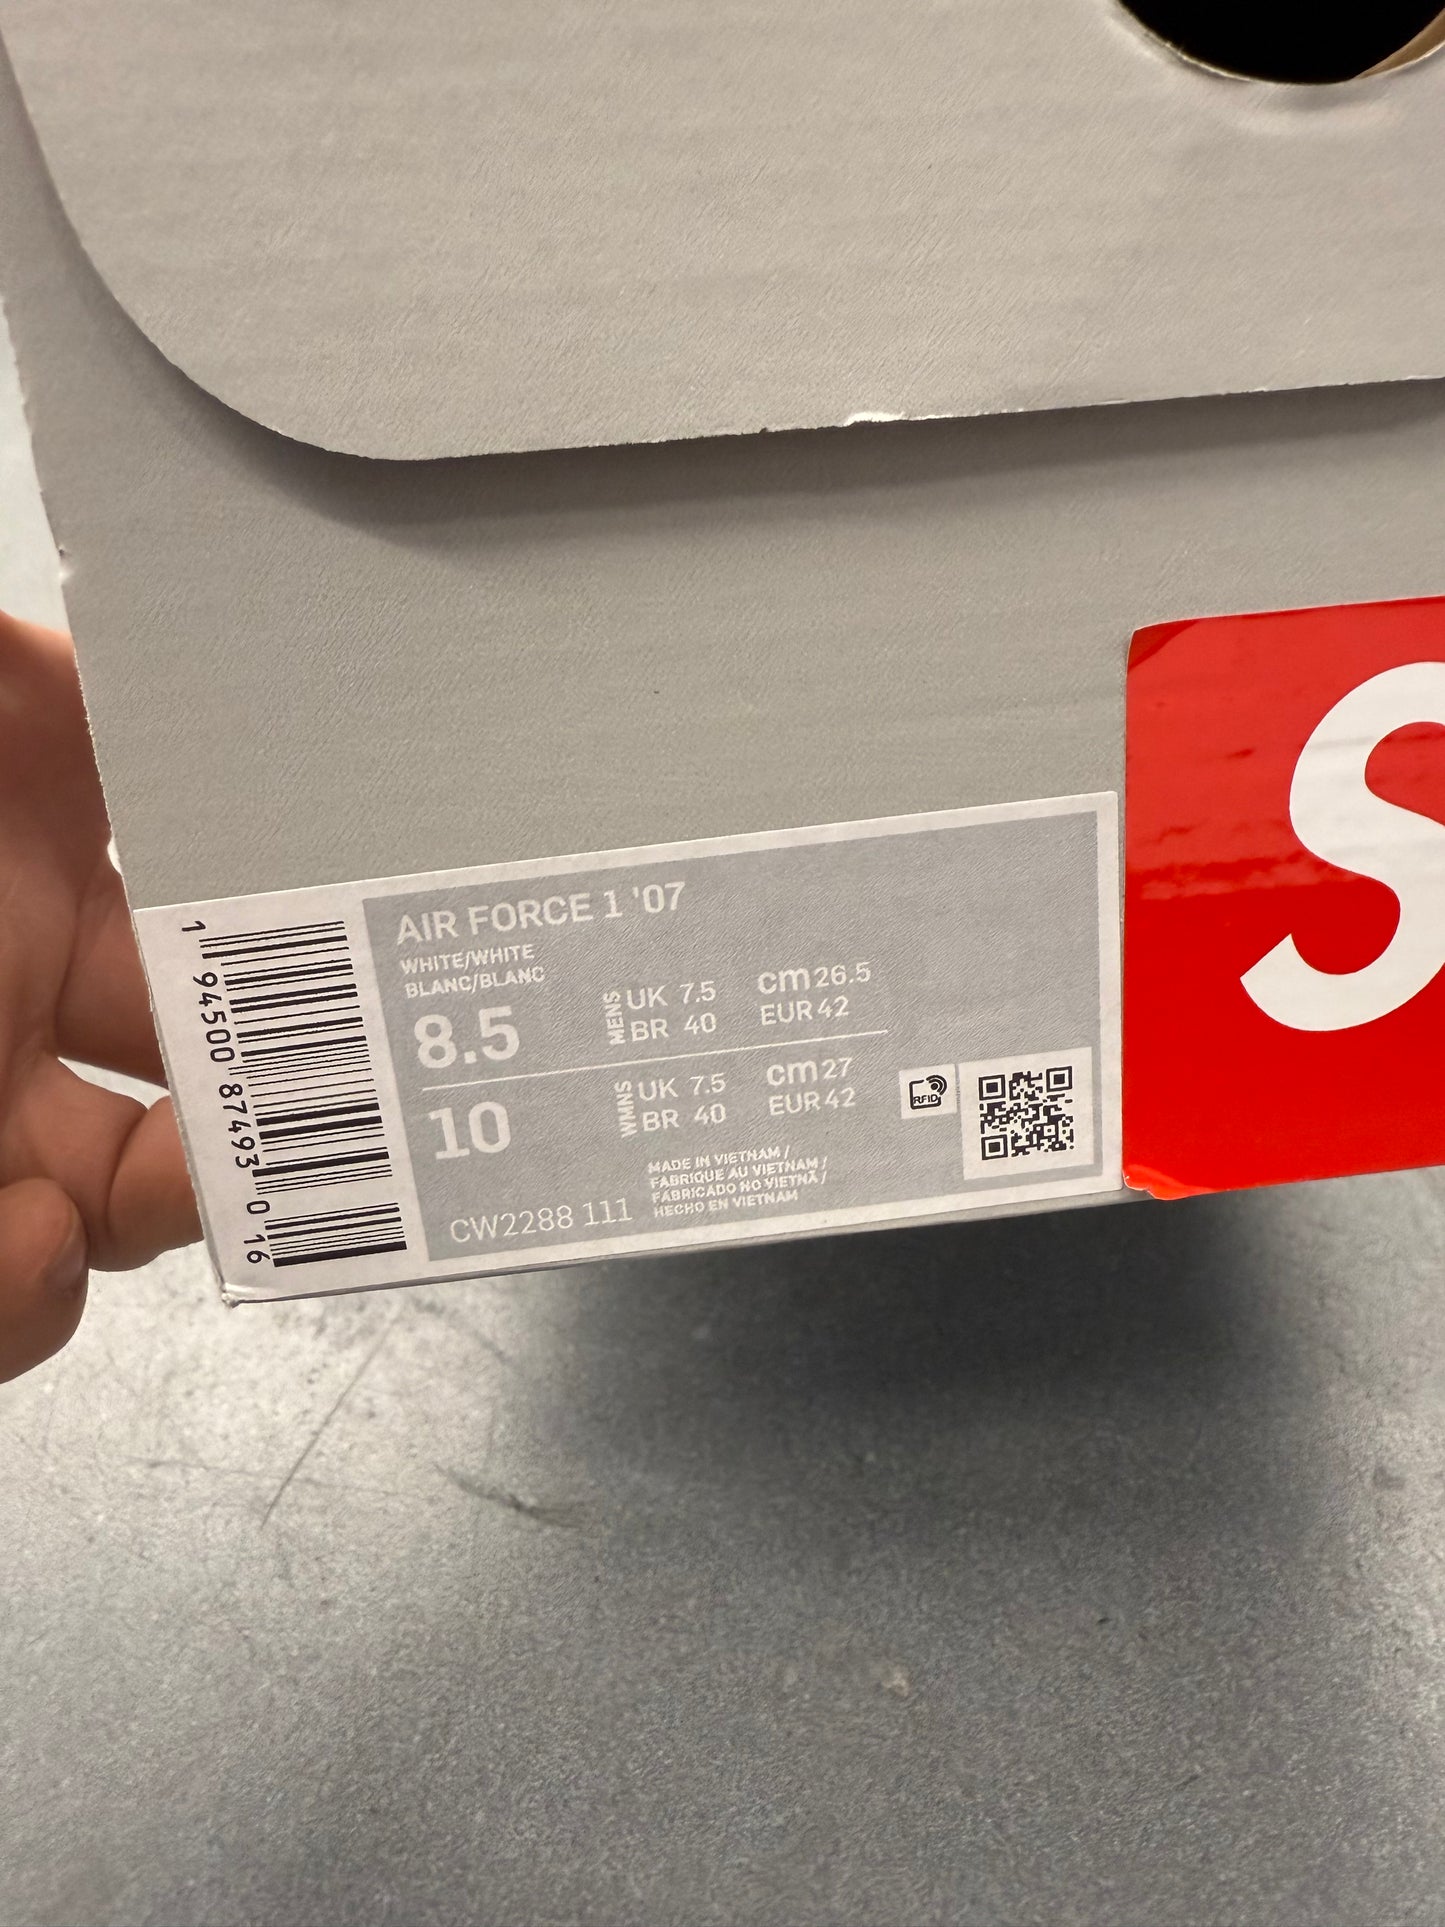 AIR FORCE 1 '07
WHITE/WHITE
BLANC/BLANC
8.5
MENS
UK 7.5 cm 26.5
BR 40 EUR 42
10
WMNS
UK 7.5 cm 27
BR 40 EUR 42
RFID
MADE IN VIETNAM /
FABRIQUE AU VIETNAM /
FABRICADO NO VIETNÃ /
HECHO EN VIETNAM
CW2288 111
1 94500 87493 0 16
S